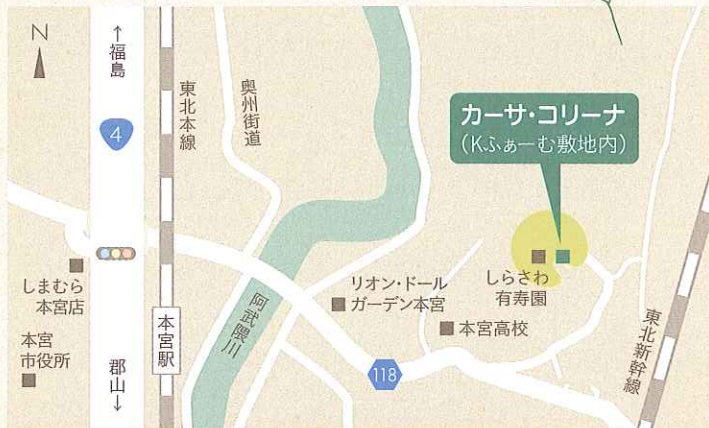 N
↑福島
4
東北本線
奥州街道
カーサ・コリーナ
(Kふぁーむ敷地内)
しまむら
本宮店
本宮
市役所
郡山↓
本宮駅
阿武隈川
リオン・ドール
ガーデン本宮
本宮高校
118
しらさわ
有寿園
東北新幹線